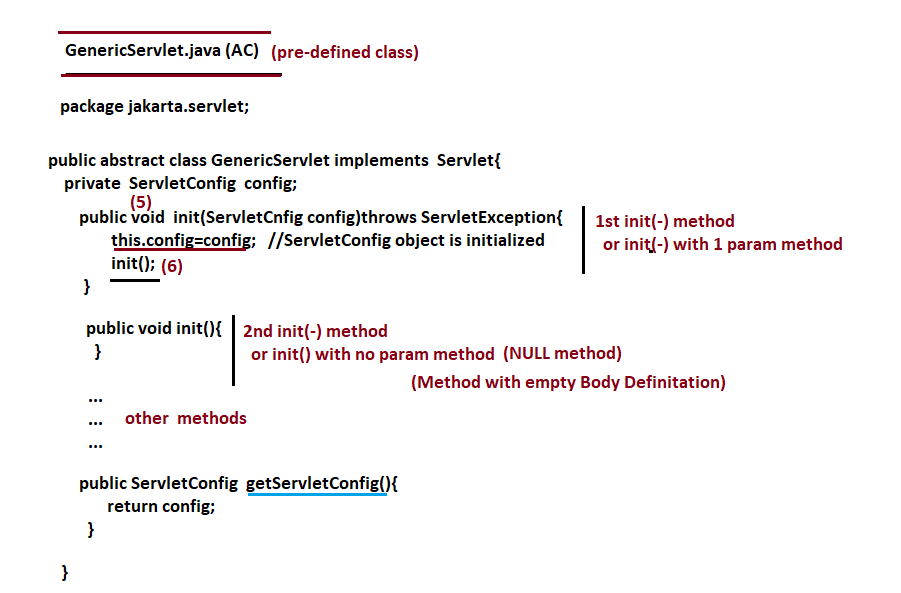 GenericServlet.java (AC) (pre-defined class)
package jakarta.servlet;
public abstract class GenericServlet implements Servlet{
private ServletConfig config;
(5)
public void init(ServletCnfig config)throws ServletException{
1st init(-) method
this.config=config; //ServletConfig object is initialized
or init(-) with 1 param method
init(); (6)
}
public void init(){
2nd init(-) method
}
or init() with no param method (NULL method)
(Method with empty Body Definitation)
...
... other methods
...
public ServletConfig getServletConfig(){
return config;
}
}